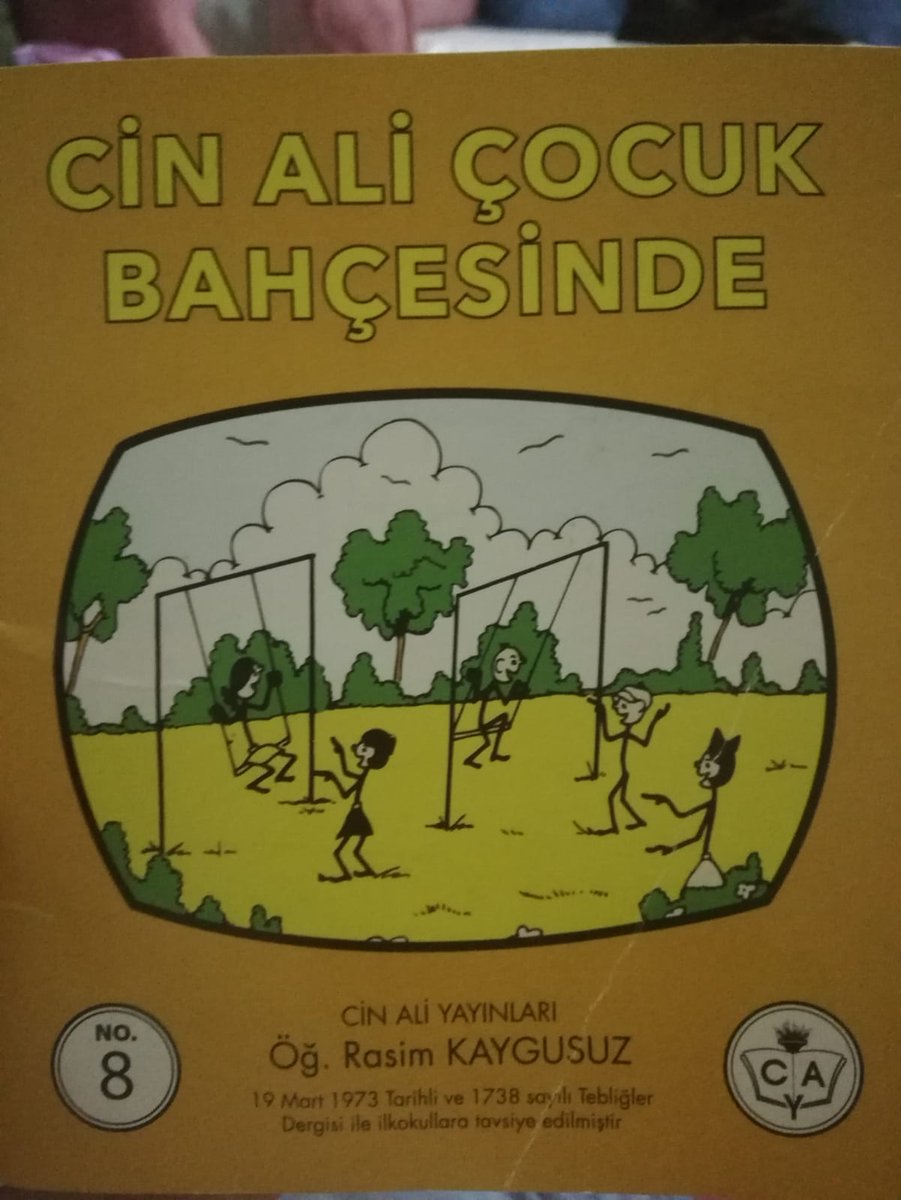 CİN ALİ ÇOCUK
BAHÇESİNDE
NO.
8
CİN ALİ YAYINLARI
Öğ. Rasim KAYGUSUZ
19 Mart 1973 Tarihli ve 1738 sayılı Tebliğler
Dergisi ile ilkokullara tavsiye edilmiştir
C A
Y